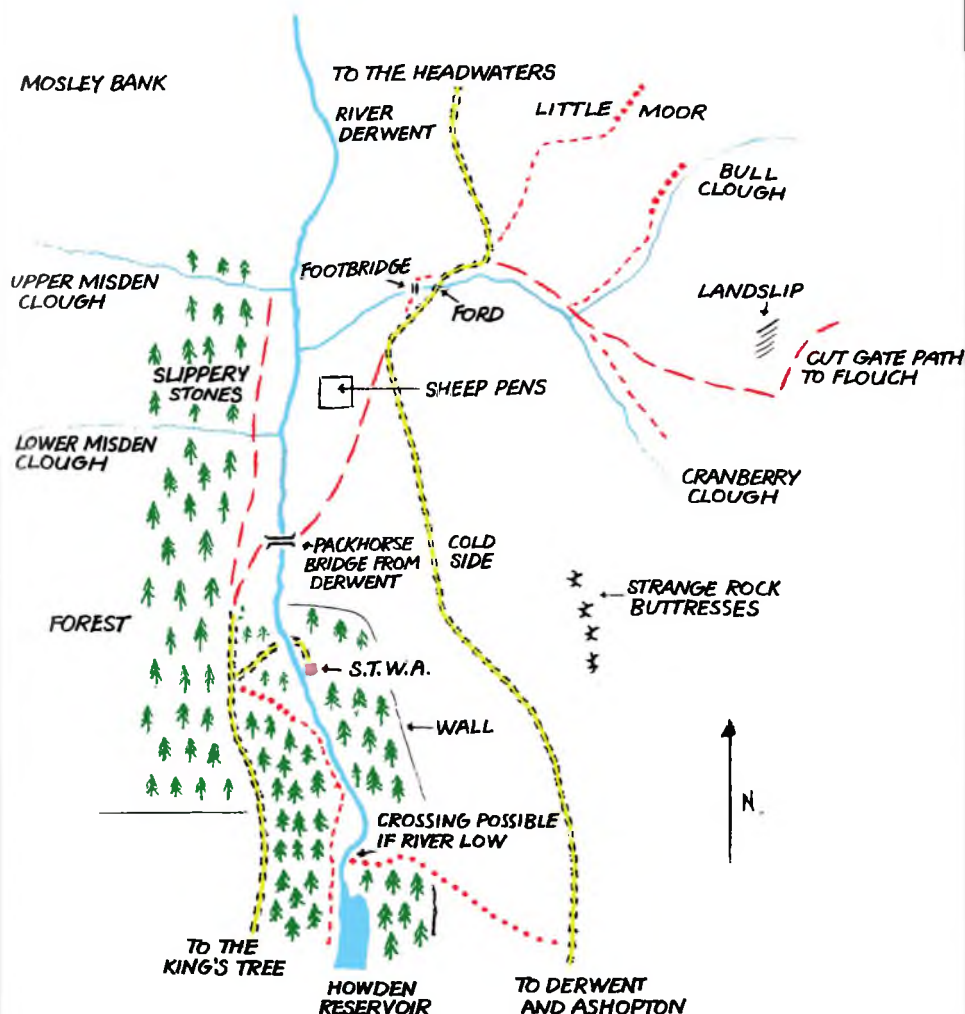 TO THE HEADWATERS
MOSLEY BANK
RIVER
DERWENT
LITTLE MOOR
BULL
CLOUGH
FOOTBRIDGE
UPPER MISDEN
CLOUGH
FORD
LANDSLIP
CUT GATE PATH
TO FLOUCH
SLIPPERY
STONES
SHEEP PENS
LOWER MISDEN
CLOUGH
CRANBERRY
CLOUGH
PACKHORSE
BRIDGE FROM
DERWENT
COLD
SIDE
STRANGE ROCK
BUTTRESSES
FOREST
S.T.W.A.
WALL
N.
CROSSING POSSIBLE
IF RIVER LOW
TO THE
KING'S TREE
HOWDEN
RESERVOIR
TO DERWENT
AND ASHOPTON